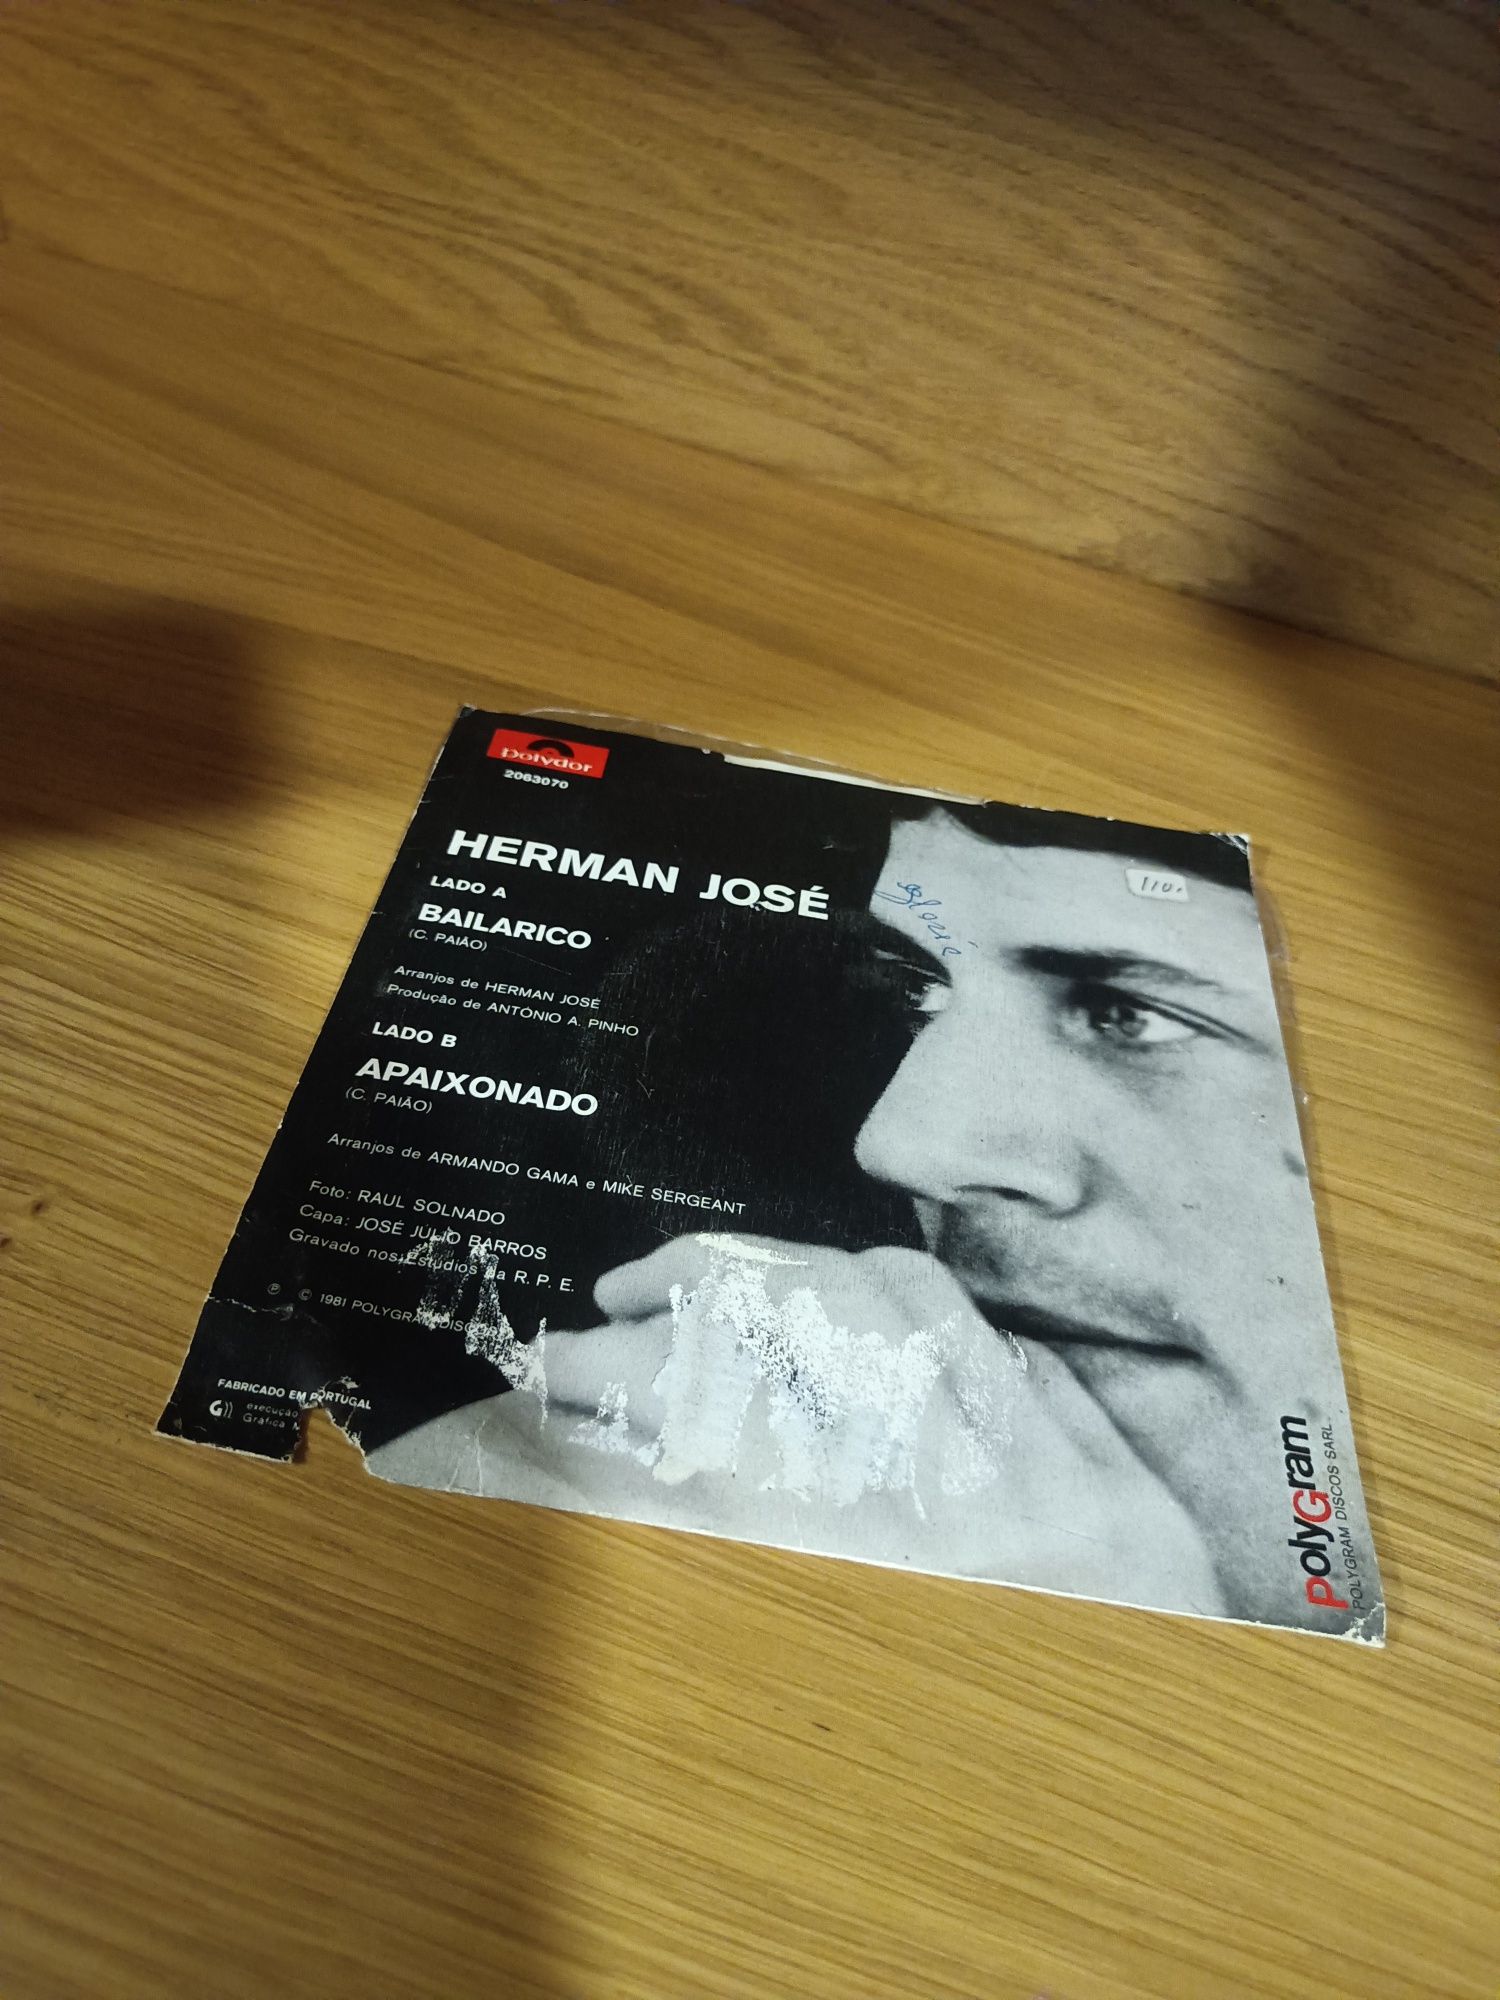 polydor
2063070
HERMAN JOSÉ
110.
LADO A
BAILARICO
(C. PAIÃO)
Arranjos de HERMAN JOSÉ
Produção de ANTÓNIO A. PINHO
LADO B
APAIXONADO
(C. PAIÃO)
Arranjos de ARMANDO GAMA e MIKE SERGEANT
Foto: RAUL SOLNADO
Capa: JOSÉ JÚLIO BARROS
Gravado nos Estúdios da R. P. E.
℗ © 1981 POLYGRAM DISCOS
FABRICADO EM PORTUGAL
execução
Gráfica
polyGram
POLYGRAM DISCOS SARL